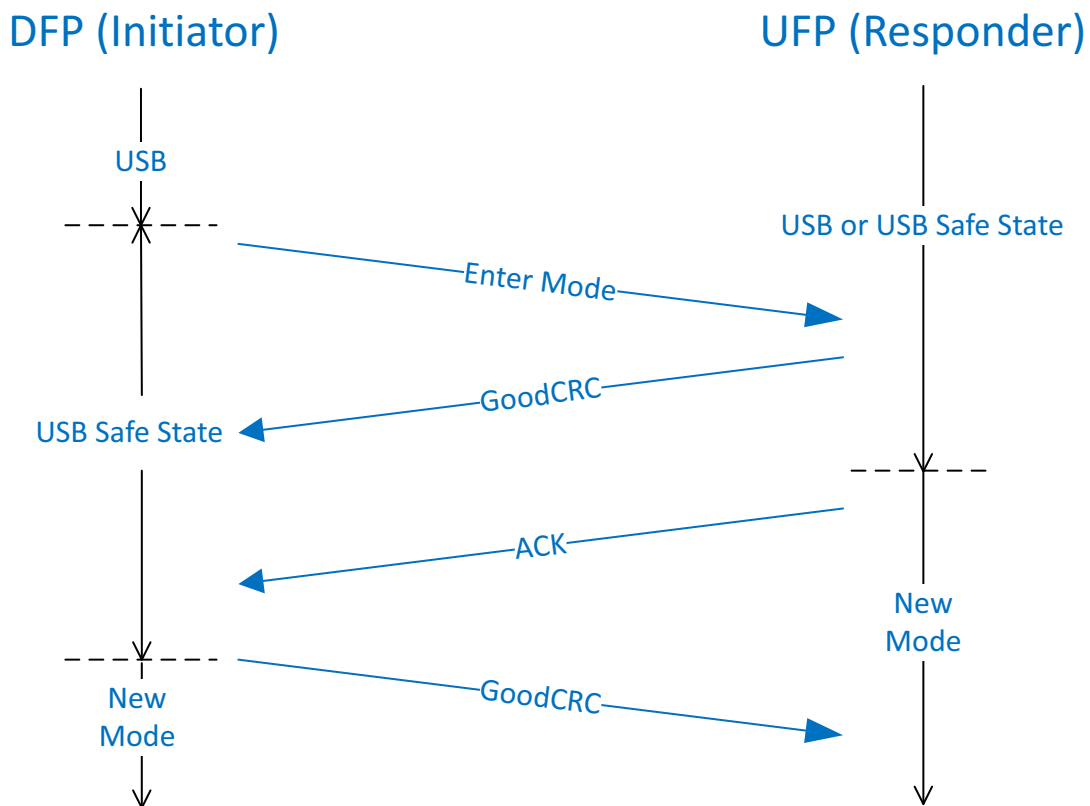 DFP (Initiator)
UFP (Responder)
USB
USB or USB Safe State
Enter Mode
GoodCRC
USB Safe State
ACK
New
Mode
GoodCRC
New
Mode